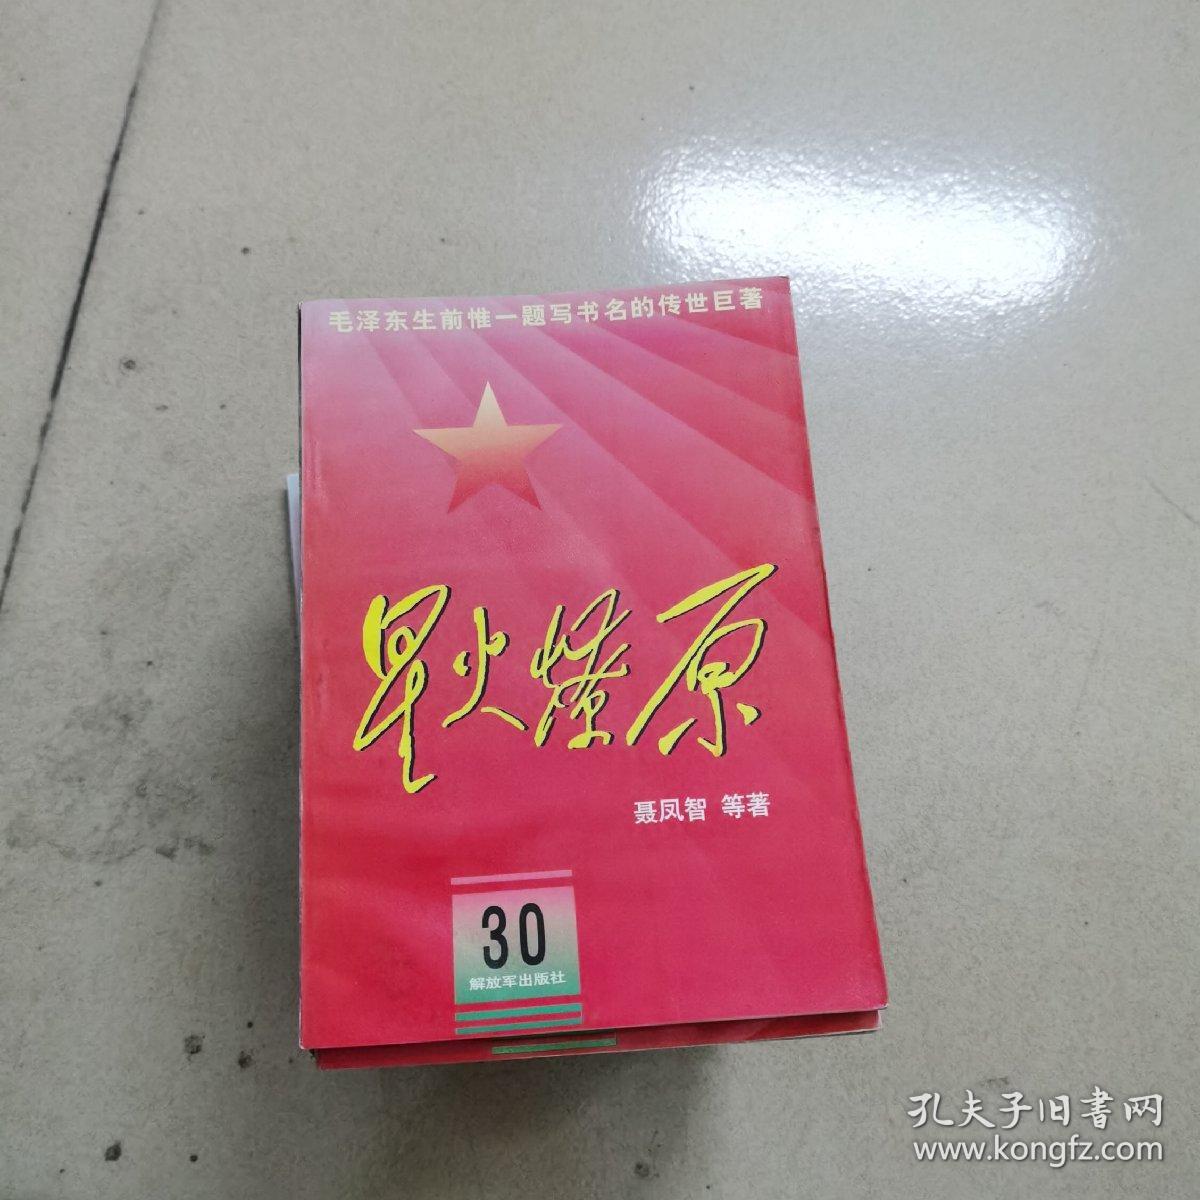 毛泽东生前惟一题写书名的传世巨著
星火燎原
聂凤智 等著
30
解放军出版社
孔夫子旧書网
www.kongfz.com